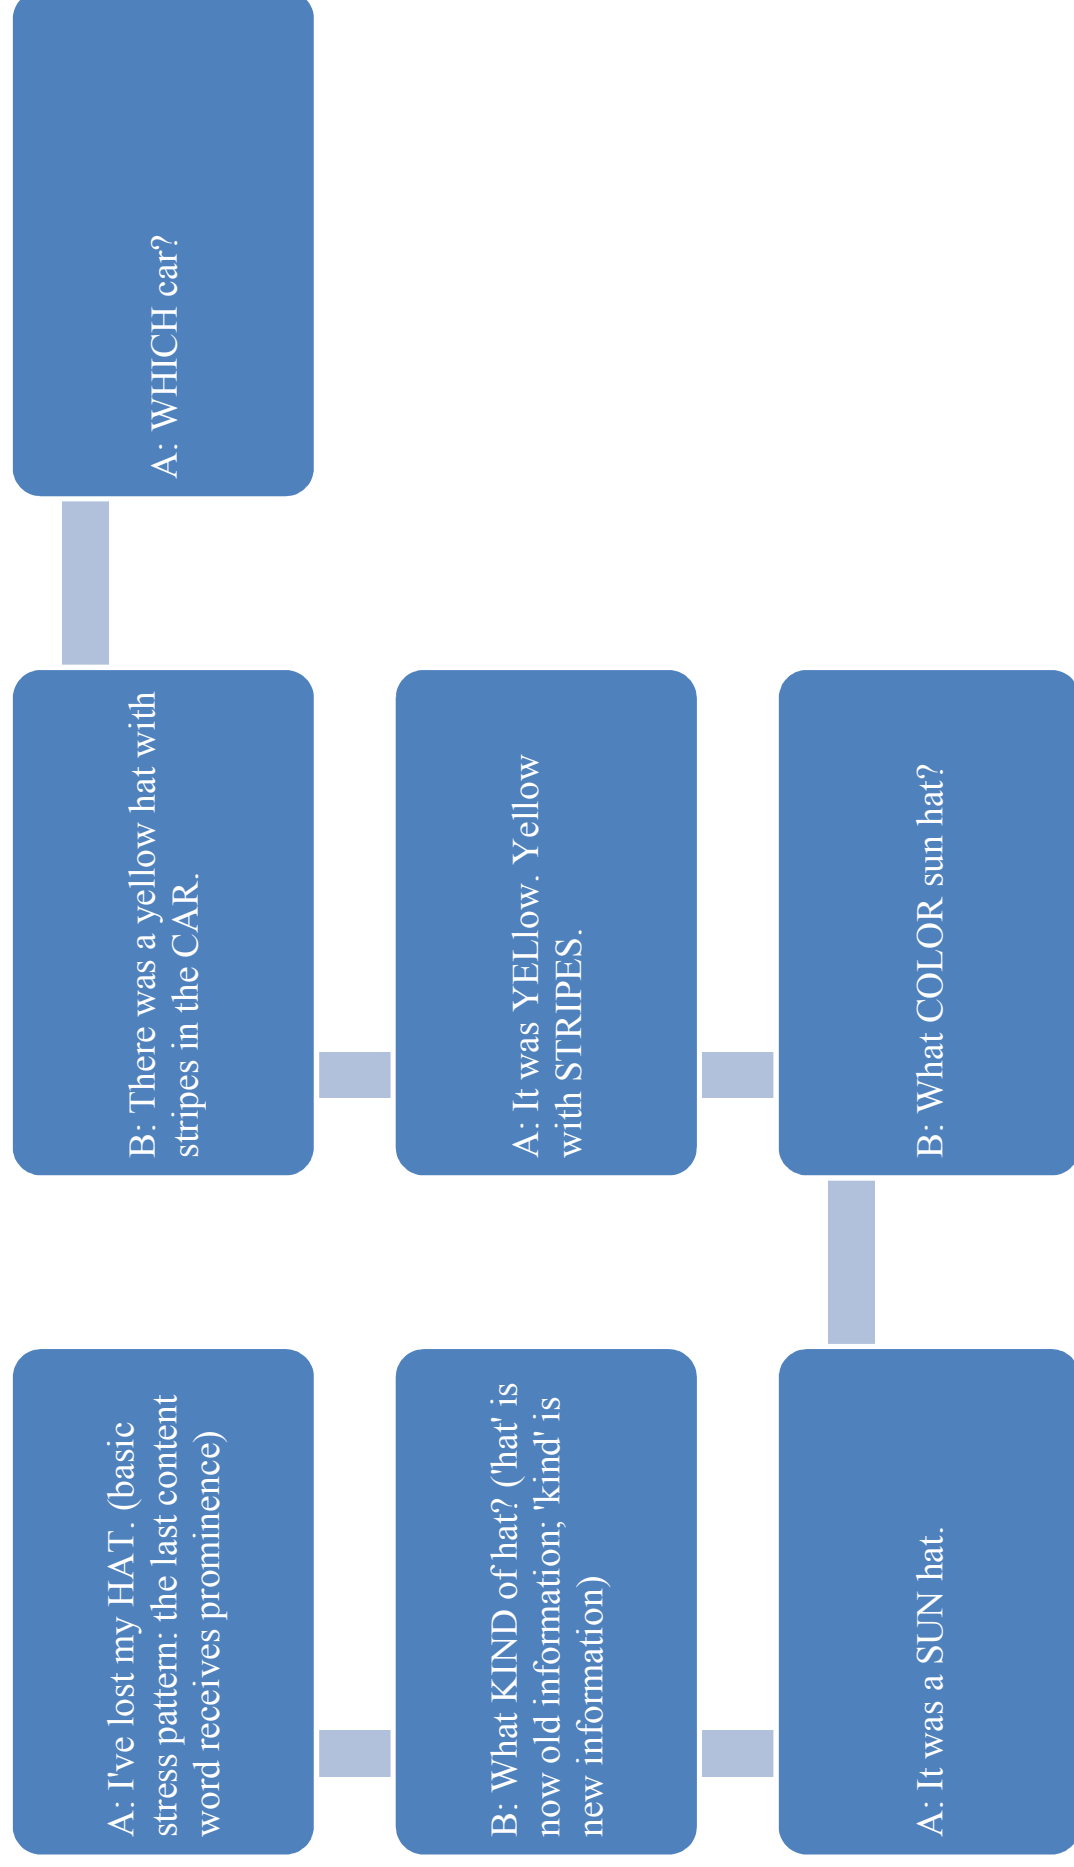 A: I've lost my HAT. (basic
stress pattern: the last content
word receives prominence)
B: What KIND of hat? ('hat' is
now old information; 'kind' is
new information)
A: It was a SUN hat.
B: What COLOR sun hat?
A: It was YELlow. Yellow
with STRIPES.
B: There was a yellow hat with
stripes in the CAR.
A: WHICH car?